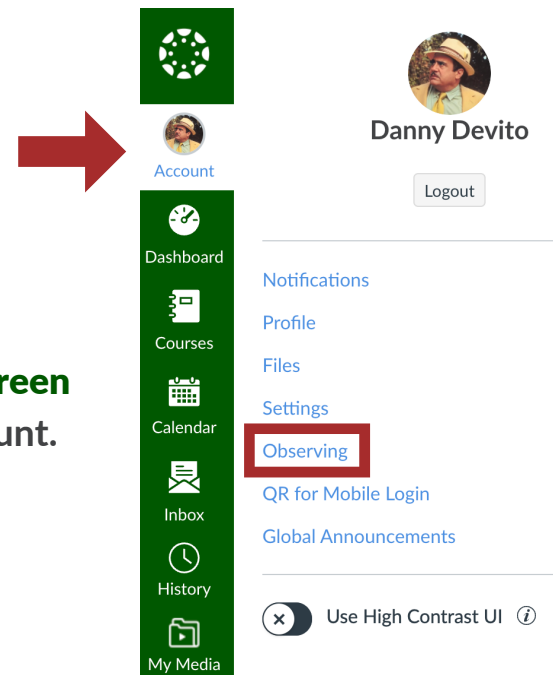 Danny Devito
Account
Logout
Dashboard
Notifications
Profile
Courses
Files
reen
Settings
unt.
Calendar
Observing
QR for Mobile Login
Inbox
Global Announcements
History
Use High Contrast UI i
My Media